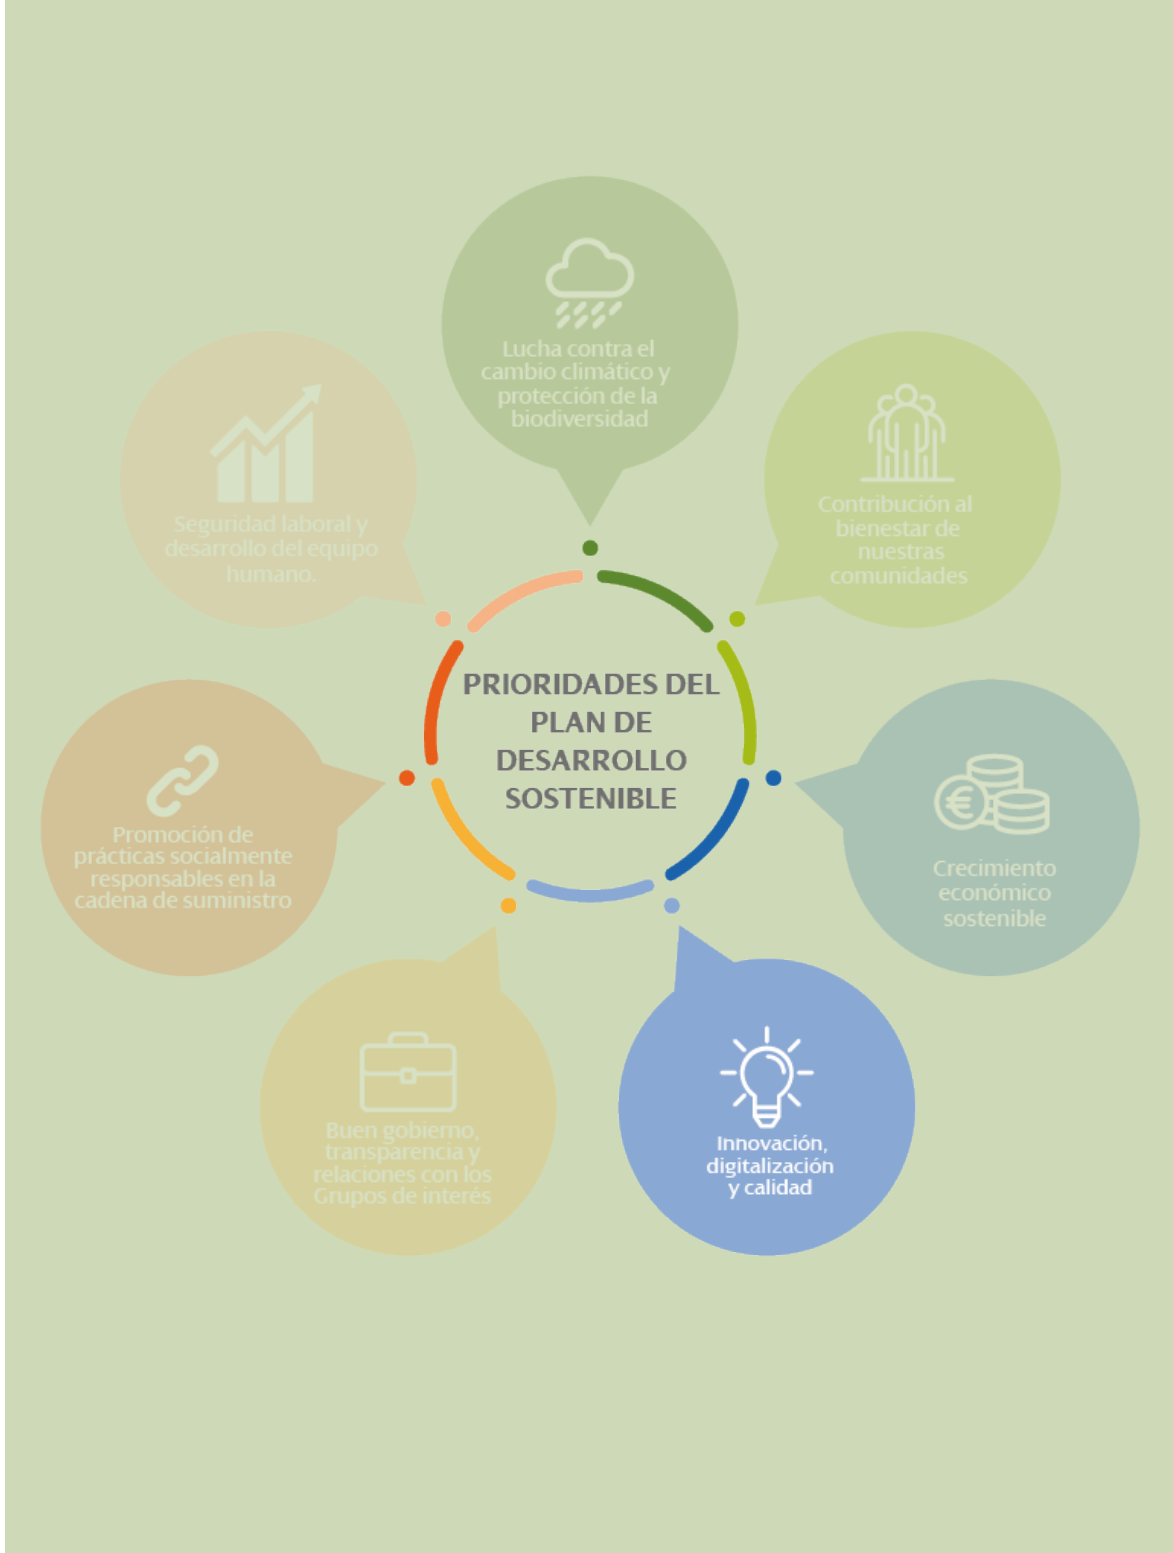 Lucha contra el
cambio climático y
protección de la
biodiversidad
Contribución al
bienestar de
nuestras
comunidades
Seguridad laboral y
desarrollo del equipo
humano.
PRIORIDADES DEL
PLAN DE
DESARROLLO
SOSTENIBLE
Promoción de
prácticas socialmente
responsables en la
cadena de suministro
Crecimiento
económico
sostenible
Buen gobierno,
transparencia y
relaciones con los
Grupos de interés
Innovación,
digitalización
y calidad